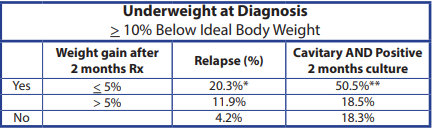 Underweight at Diagnosis
≥ 10% Below Ideal Body Weight
Weight gain after 2 months Rx Relapse (%) Cavitary AND Positive 2 months culture
Yes ≤ 5% 20.3%* 50.5%**
> 5% 11.9% 18.5%
No 4.2% 18.3%